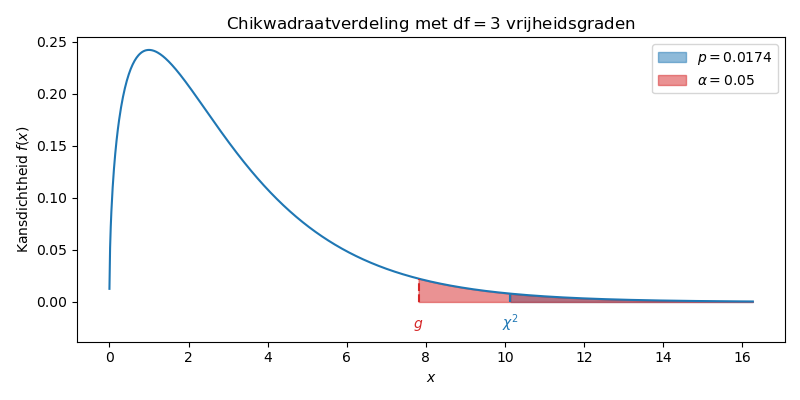 Chikwadraatverdeling met df = 3 vrijheidsgraden
Kansdichtheid f(x)
0.25
0.20
0.15
0.10
0.05
0.00
p = 0.0174
α = 0.05
g
χ²
0 2 4 6 8 10 12 14 16
x